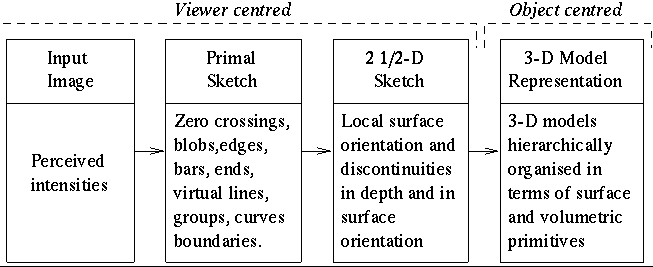 Viewer centred
Object centred
Input
Image
Perceived
intensities
Primal
Sketch
Zero crossings,
blobs,edges,
bars, ends,
virtual lines,
groups, curves
boundaries.
2 1/2-D
Sketch
Local surface
orientation and
discontinuities
in depth and in
surface
orientation
3-D Model
Representation
3-D models
hierarchically
organised in
terms of surface
and volumetric
primitives